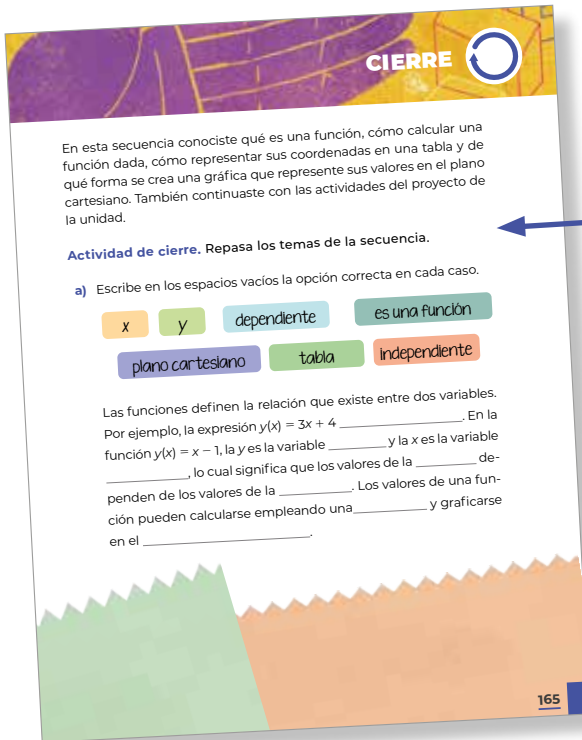 CIERRE
En esta secuencia conociste qué es una función, cómo calcular una
función dada, cómo representar sus coordenadas en una tabla y de
qué forma se crea una gráfica que represente sus valores en el plano
cartesiano. También continuaste con las actividades del proyecto de
la unidad.
Actividad de cierre. Repasa los temas de la secuencia.
a) Escribe en los espacios vacíos la opción correcta en cada caso.
x y dependiente es una función
plano cartesiano tabla independiente
Las funciones definen la relación que existe entre dos variables.
Por ejemplo, la expresión y(x) = 3x + 4 ____________________. En la
función y(x) = x − 1, la y es la variable _________ y la x es la variable
_____________, lo cual significa que los valores de la __________ de-
penden de los valores de la ____________. Los valores de una fun-
ción pueden calcularse empleando una____________ y graficarse
en el ___________________________.
165